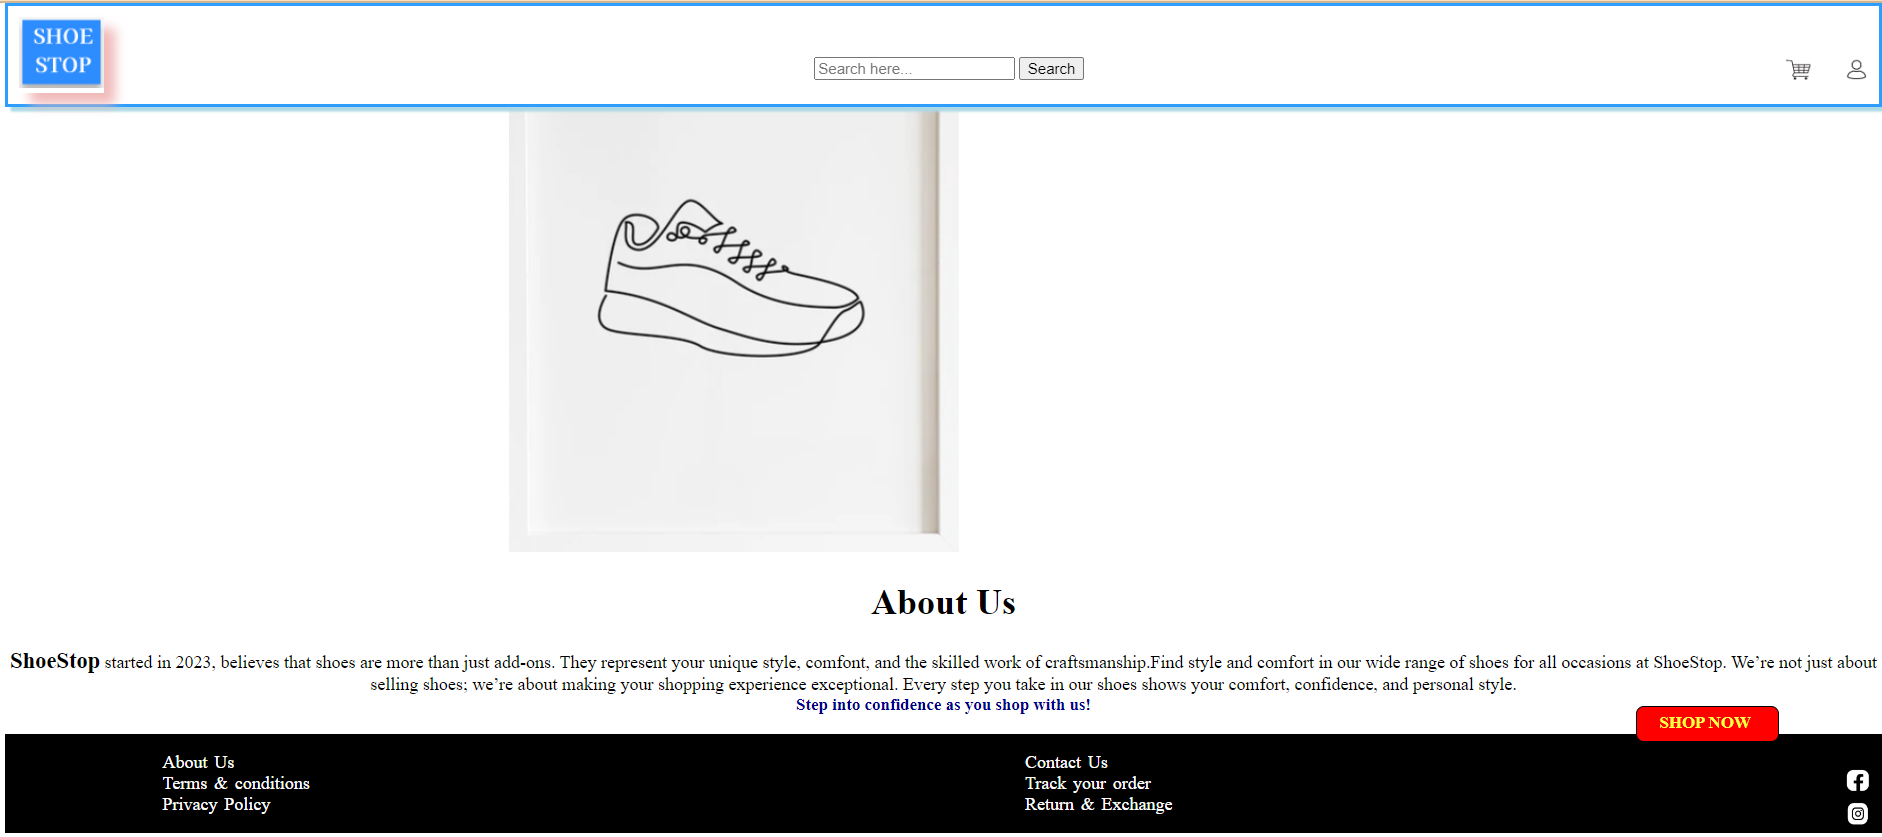 SHOE
STOP
Search here...
Search
About Us
ShoeStop started in 2023, believes that shoes are more than just add-ons. They represent your unique style, comfont, and the skilled work of craftsmanship.Find style and comfort in our wide range of shoes for all occasions at ShoeStop. We’re not just about
selling shoes; we’re about making your shopping experience exceptional. Every step you take in our shoes shows your comfort, confidence, and personal style.
Step into confidence as you shop with us!
SHOP NOW
About Us
Terms & conditions
Privacy Policy
Contact Us
Track your order
Return & Exchange